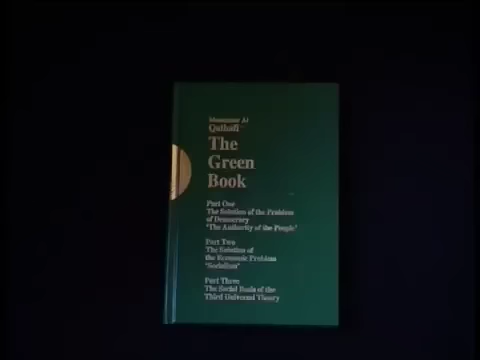 Moammar Al
Qathafi
The
Green
Book
Part One
The Solution of the Problem
of Democracy
'The Authority of the People'
Part Two
The Solution of
the Economic Problem
'Socialism'
Part Three
The Social Basis of the
Third Universal Theory